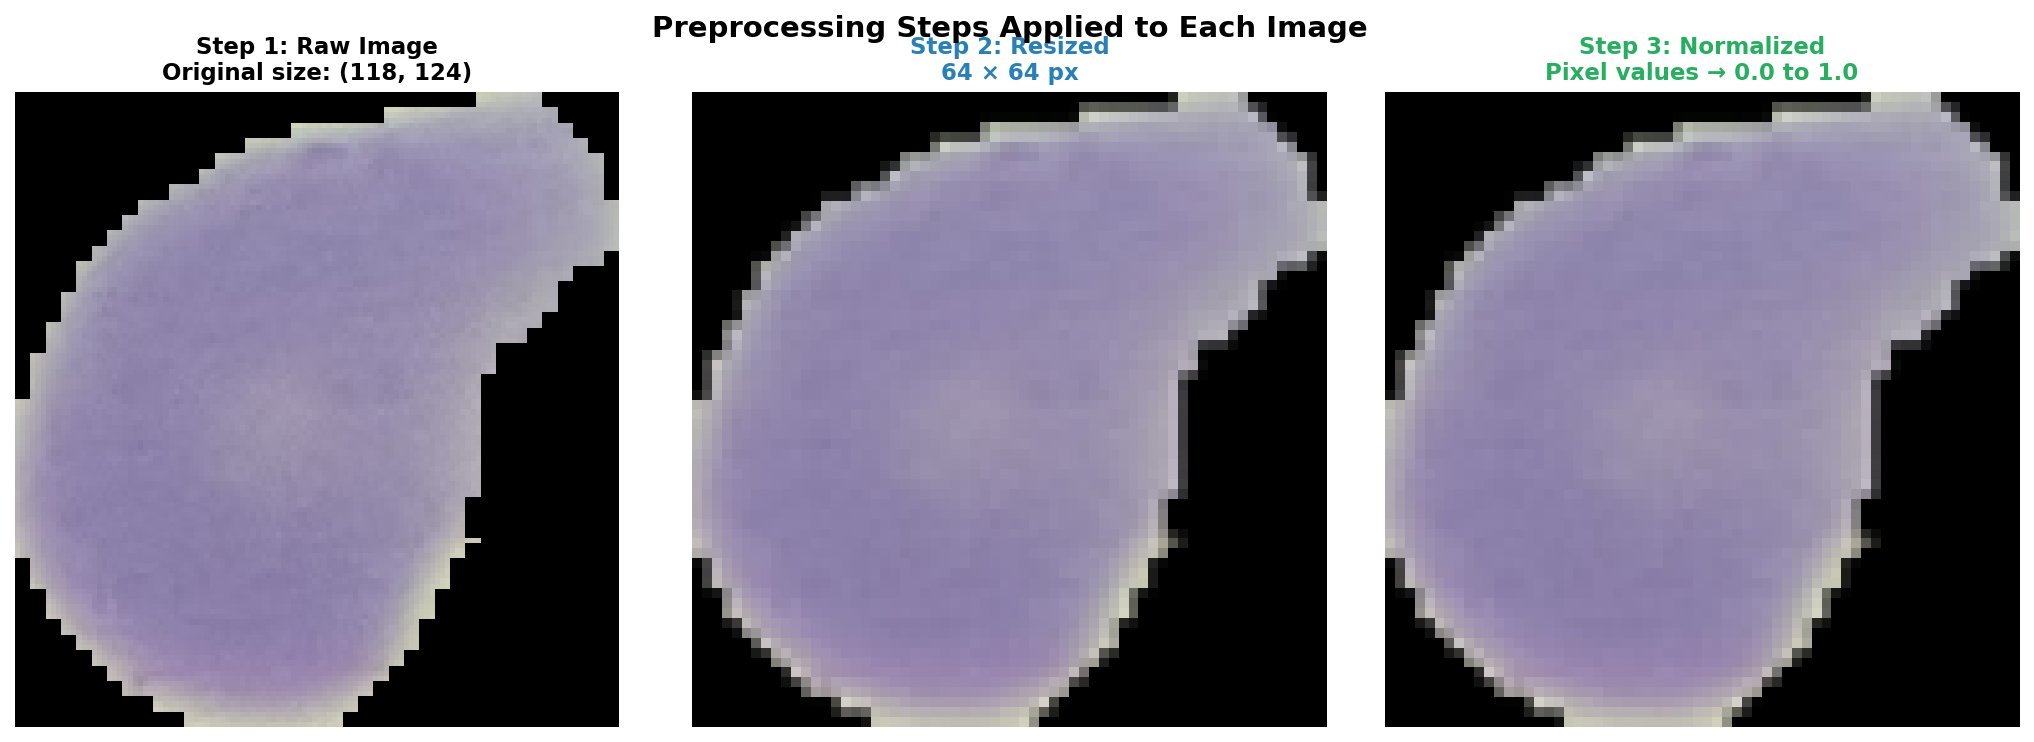 Preprocessing Steps Applied to Each Image
Step 1: Raw Image
Original size: (118, 124)
Step 2: Resized
64 × 64 px
Step 3: Normalized
Pixel values → 0.0 to 1.0